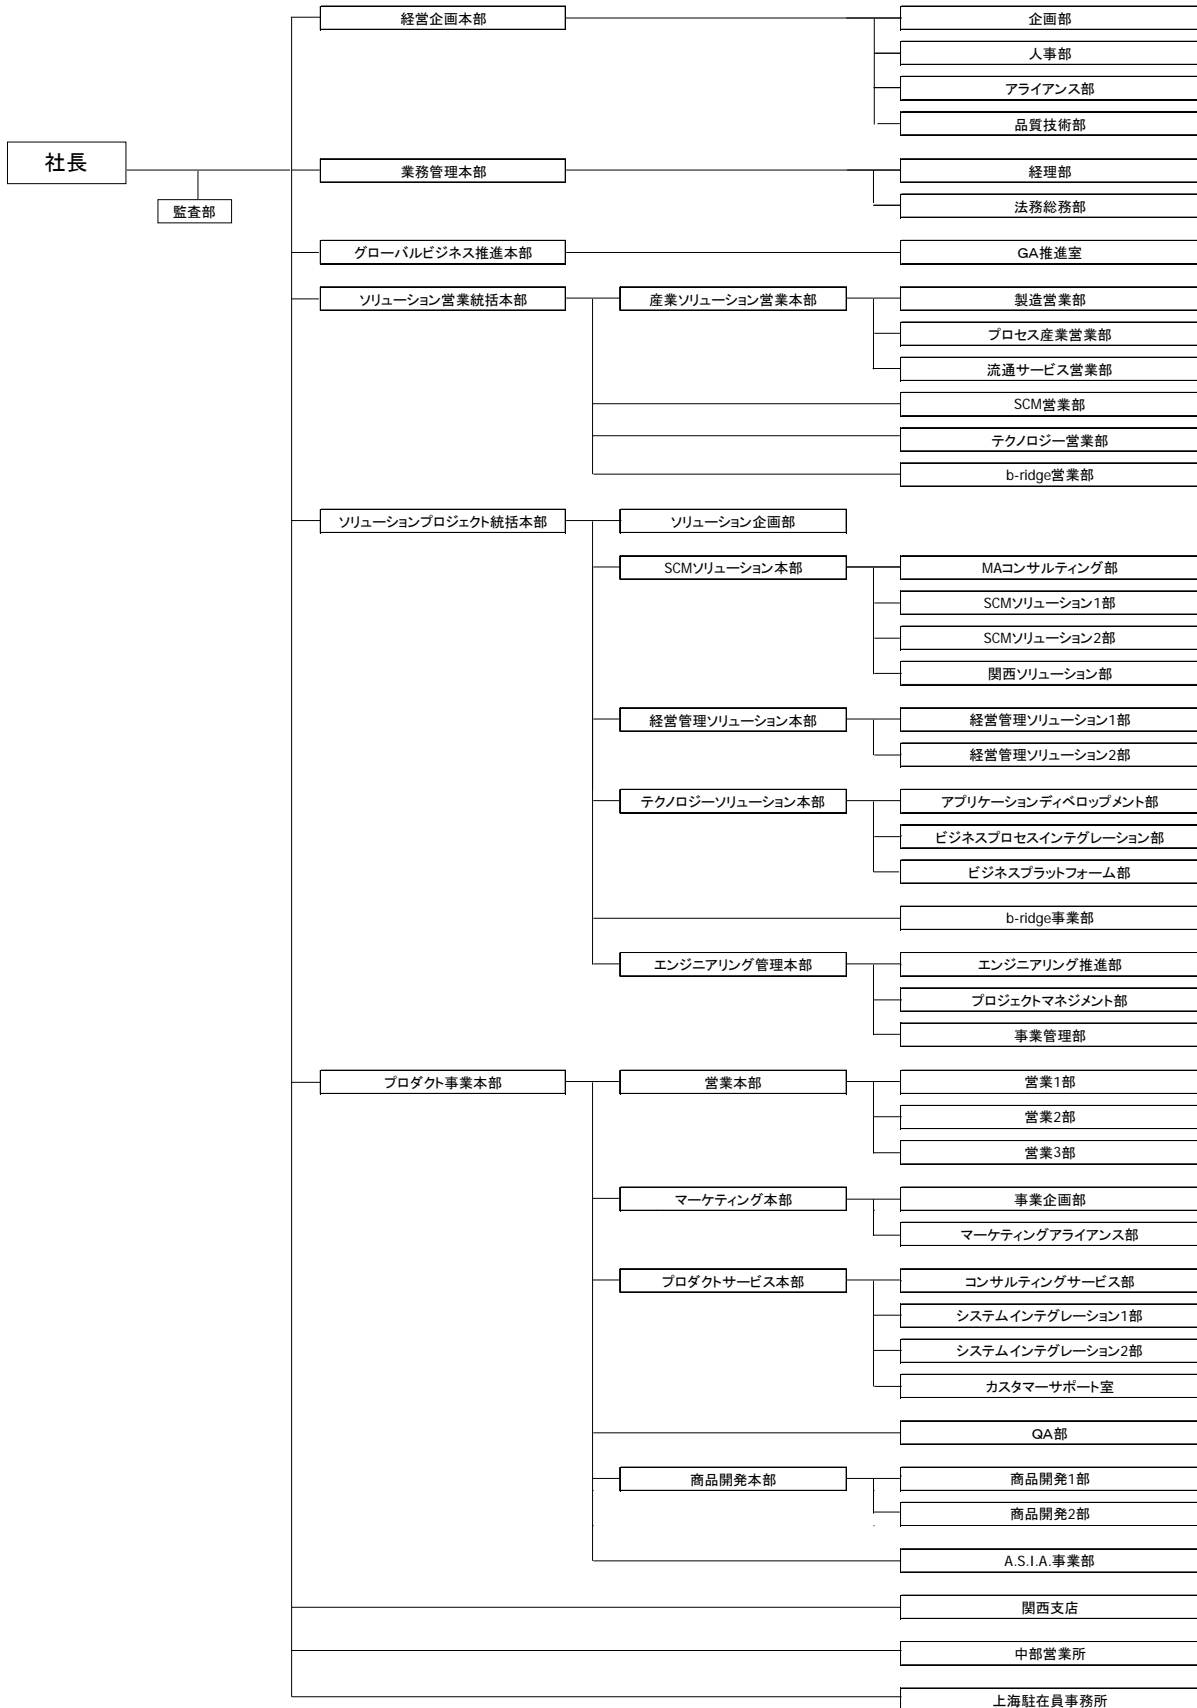 経営企画本部
企画部
人事部
アライアンス部
品質技術部
社長
監査部
業務管理本部
経理部
法務総務部
グローバルビジネス推進本部
GA推進室
ソリューション営業統括本部
産業ソリューション営業本部
製造営業部
プロセス産業営業部
流通サービス営業部
SCM営業部
テクノロジー営業部
b-ridge営業部
ソリューションプロジェクト統括本部
ソリューション企画部
SCMソリューション本部
MAコンサルティング部
SCMソリューション1部
SCMソリューション2部
関西ソリューション部
経営管理ソリューション本部
経営管理ソリューション1部
経営管理ソリューション2部
テクノロジーソリューション本部
アプリケーションディベロップメント部
ビジネスプロセスインテグレーション部
ビジネスプラットフォーム部
b-ridge事業部
エンジニアリング管理本部
エンジニアリング推進部
プロジェクトマネジメント部
事業管理部
プロダクト事業本部
営業本部
営業1部
営業2部
営業3部
マーケティング本部
事業企画部
マーケティングアライアンス部
プロダクトサービス本部
コンサルティングサービス部
システムインテグレーション1部
システムインテグレーション2部
カスタマーサポート室
QA部
商品開発本部
商品開発1部
商品開発2部
A.S.I.A.事業部
関西支店
中部営業所
上海駐在員事務所